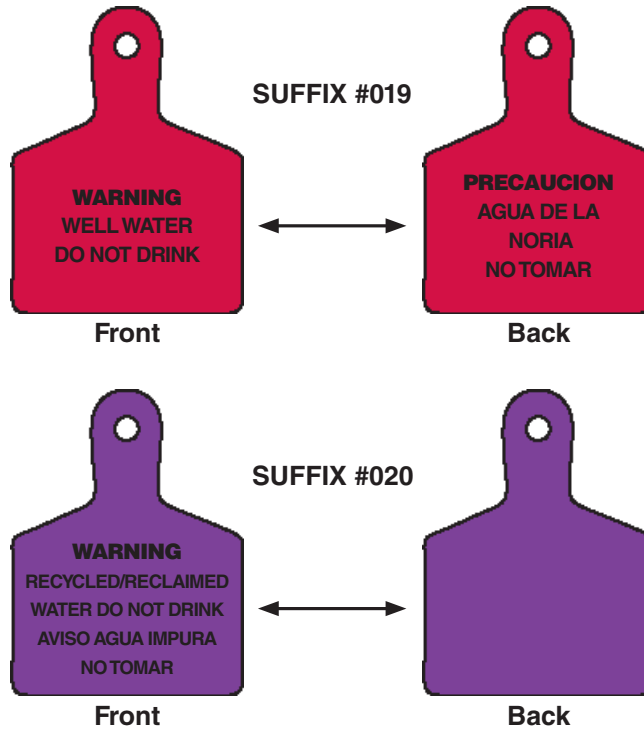 SUFFIX #019
WARNING
WELL WATER
DO NOT DRINK
PRECAUCION
AGUA DE LA
NORIA
NO TOMAR
Front
Back
SUFFIX #020
WARNING
RECYCLED/RECLAIMED
WATER DO NOT DRINK
AVISO AGUA IMPURA
NO TOMAR
Front
Back